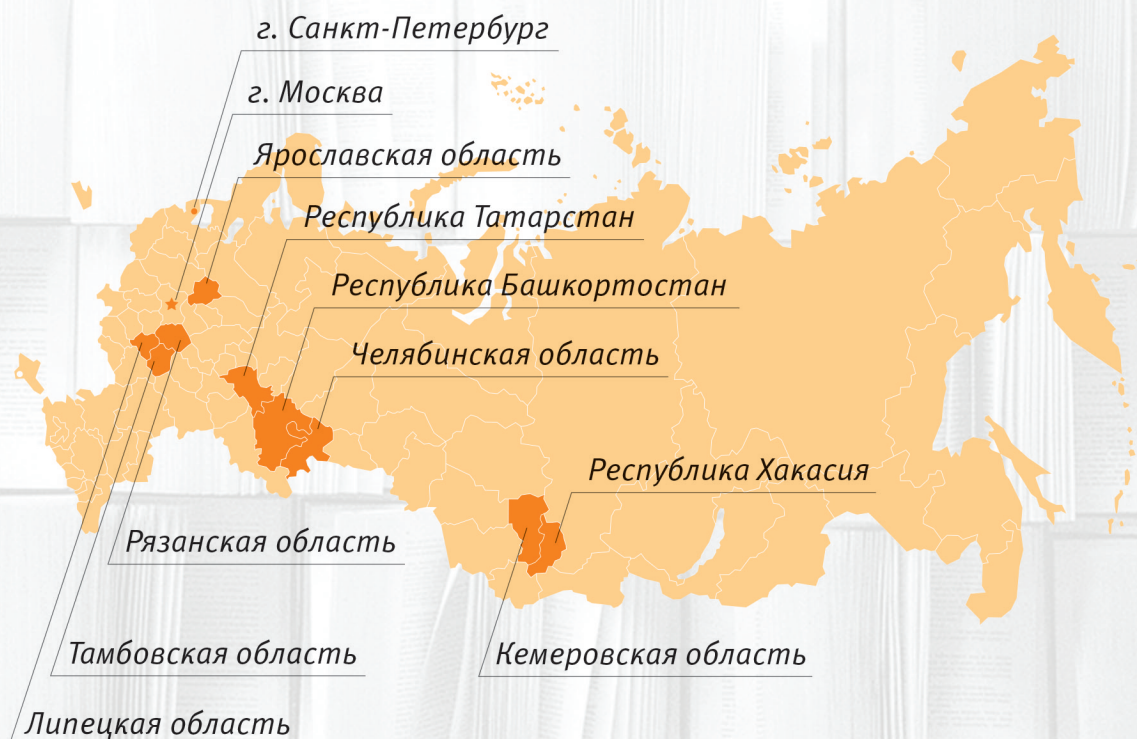 г. Санкт-Петербург
г. Москва
Ярославская область
Республика Татарстан
Республика Башкортостан
Челябинская область
Республика Хакасия
Рязанская область
Тамбовская область
Кемеровская область
Липецкая область